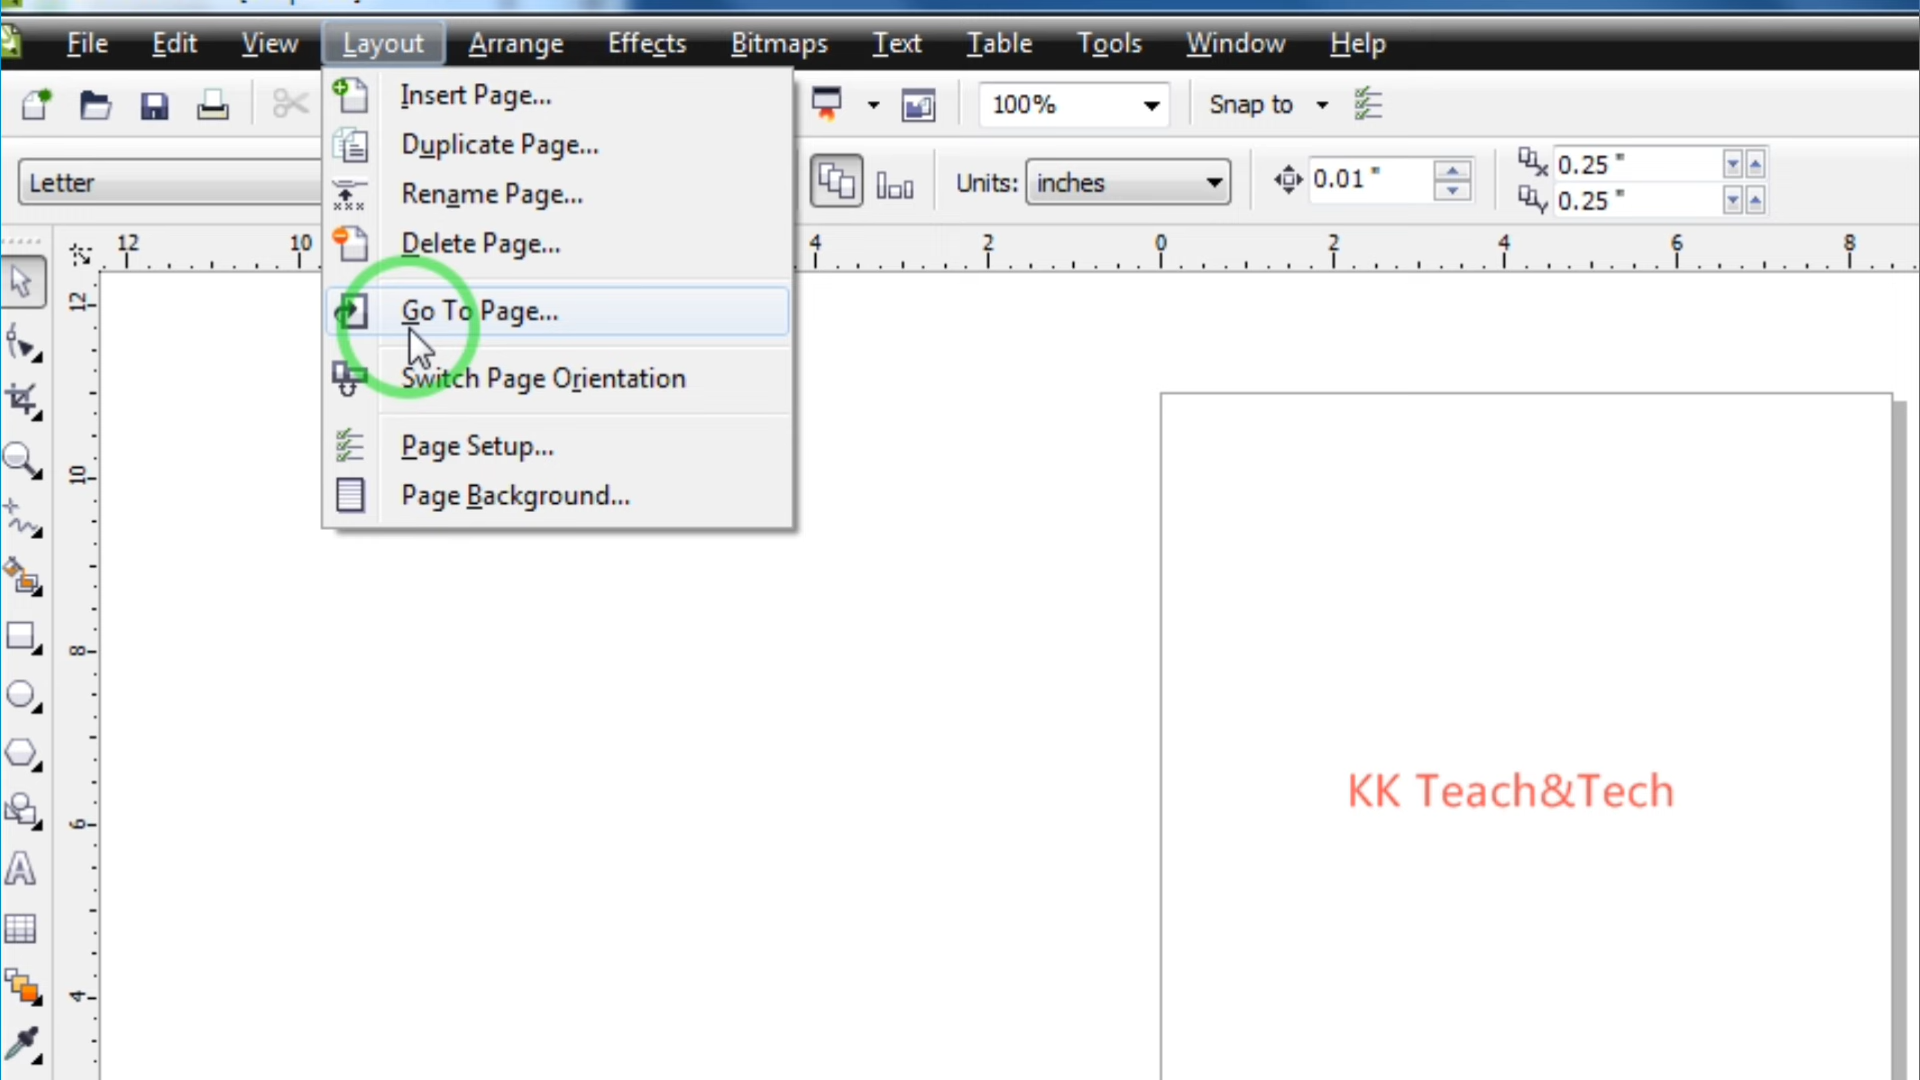 File Edit View Layout Arrange Effects Bitmaps Text Table Tools Window Help
Insert Page...
Duplicate Page...
Rename Page...
Delete Page...
Go To Page...
Switch Page Orientation
Page Setup...
Page Background...
100% Snap to
Letter
Units: inches 0.01 " 0.25 "
0.25 "
12 10 4 2 0 2 4 6 8
12
10
8
6
4
KK Teach&Tech